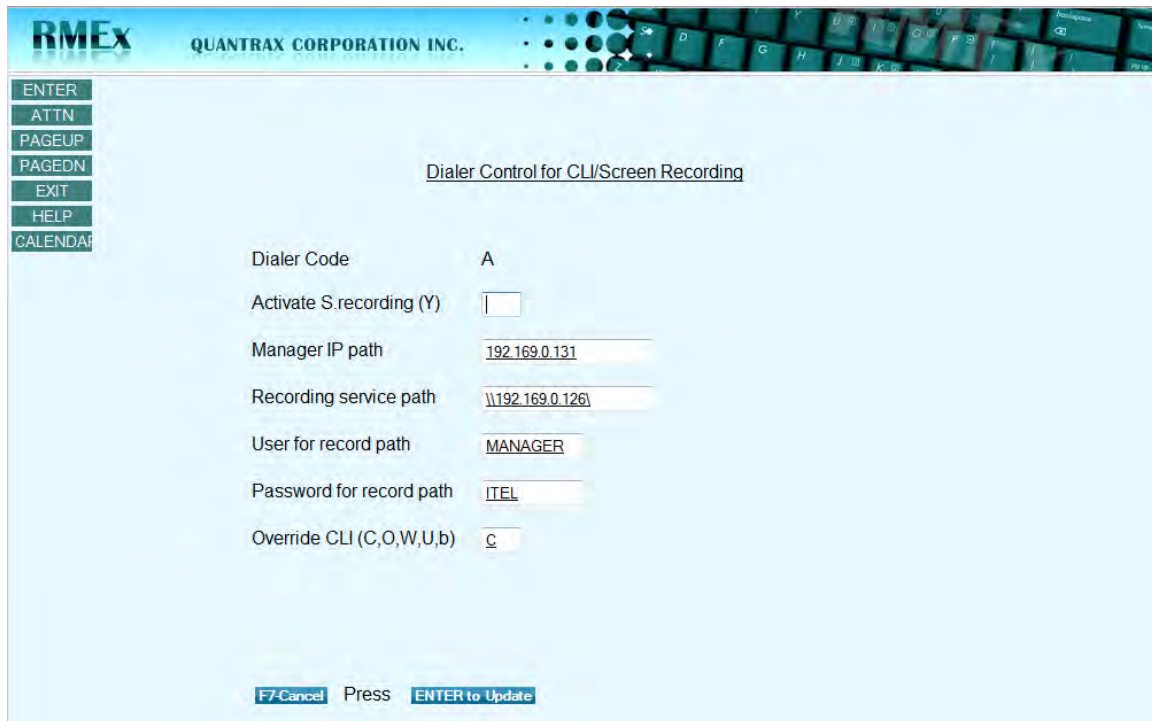 RMEx
QUANTRAX CORPORATION INC.
ENTER
ATTN
PAGEUP
PAGEDN
EXIT
HELP
CALENDAR
Dialer Control for CLI/Screen Recording
Dialer Code A
Activate S.recording (Y)
Manager IP path 192.169.0.131
Recording service path \\192.169.0.126\
User for record path MANAGER
Password for record path ITEL
Override CLI (C,O,W,U,b) C
F7-Cancel Press ENTER to Update